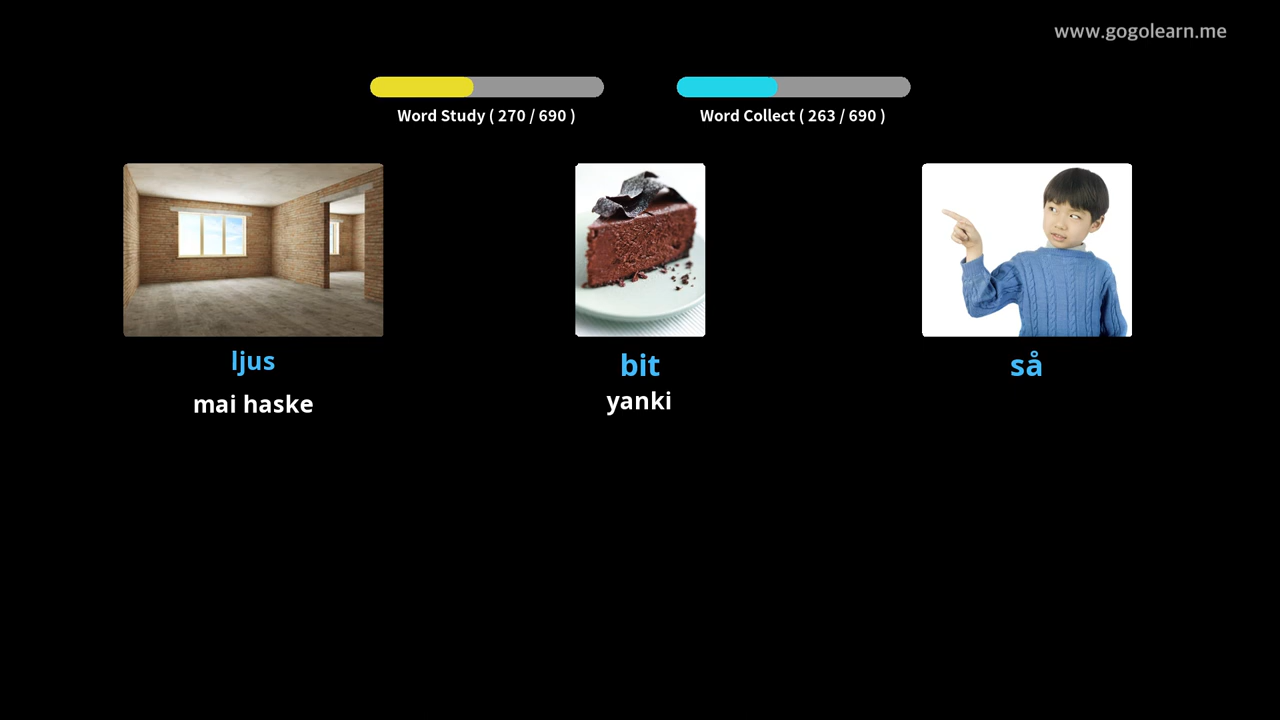 www.gogolearn.me
Word Study ( 270 / 690 )
Word Collect ( 263 / 690 )
ljus
mai haske
bit
yanki
så